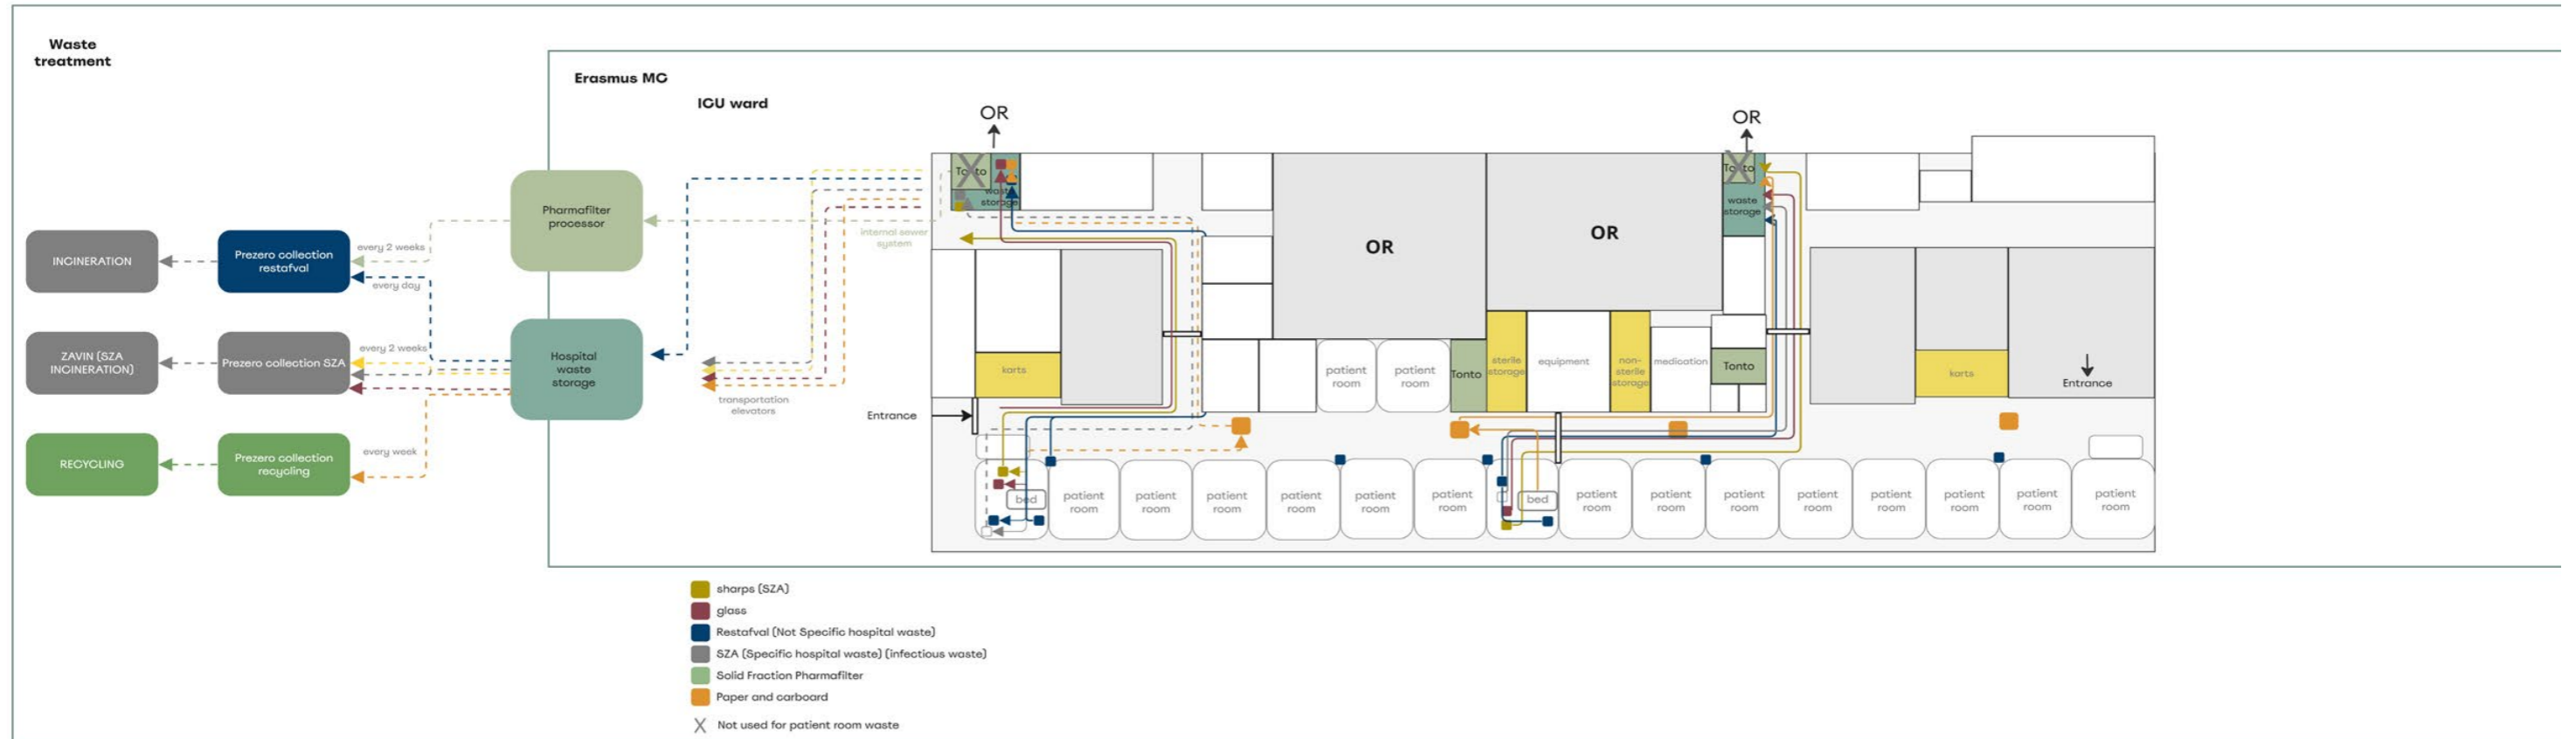 Waste
treatment
Erasmus MC
ICU ward
INCINERATION
Prezero collection
restafval
every 2 weeks
every day
ZAVIN (SZA
INCINERATION)
Prezero collection SZA
every 2 weeks
RECYCLING
Prezero collection
recycling
every week
Pharmafilter
processor
Hospital
waste
storage
transportation
elevators
internal sewer
system
OR
Tonto
waste
storage
OR
Tonto
waste
storage
OR
OR
karts
Entrance
patient
room
patient
room
Tonto
sterile
storage
equipment
non-
sterile
storage
medication
Tonto
karts
Entrance
bed
patient
room
patient
room
patient
room
patient
room
patient
room
patient
room
bed
patient
room
patient
room
patient
room
patient
room
patient
room
patient
room
patient
room
patient
room
sharps (SZA)
glass
Restafval (Not Specific hospital waste)
SZA (Specific hospital waste) (infectious waste)
Solid Fraction Pharmafilter
Paper and carboard
X Not used for patient room waste